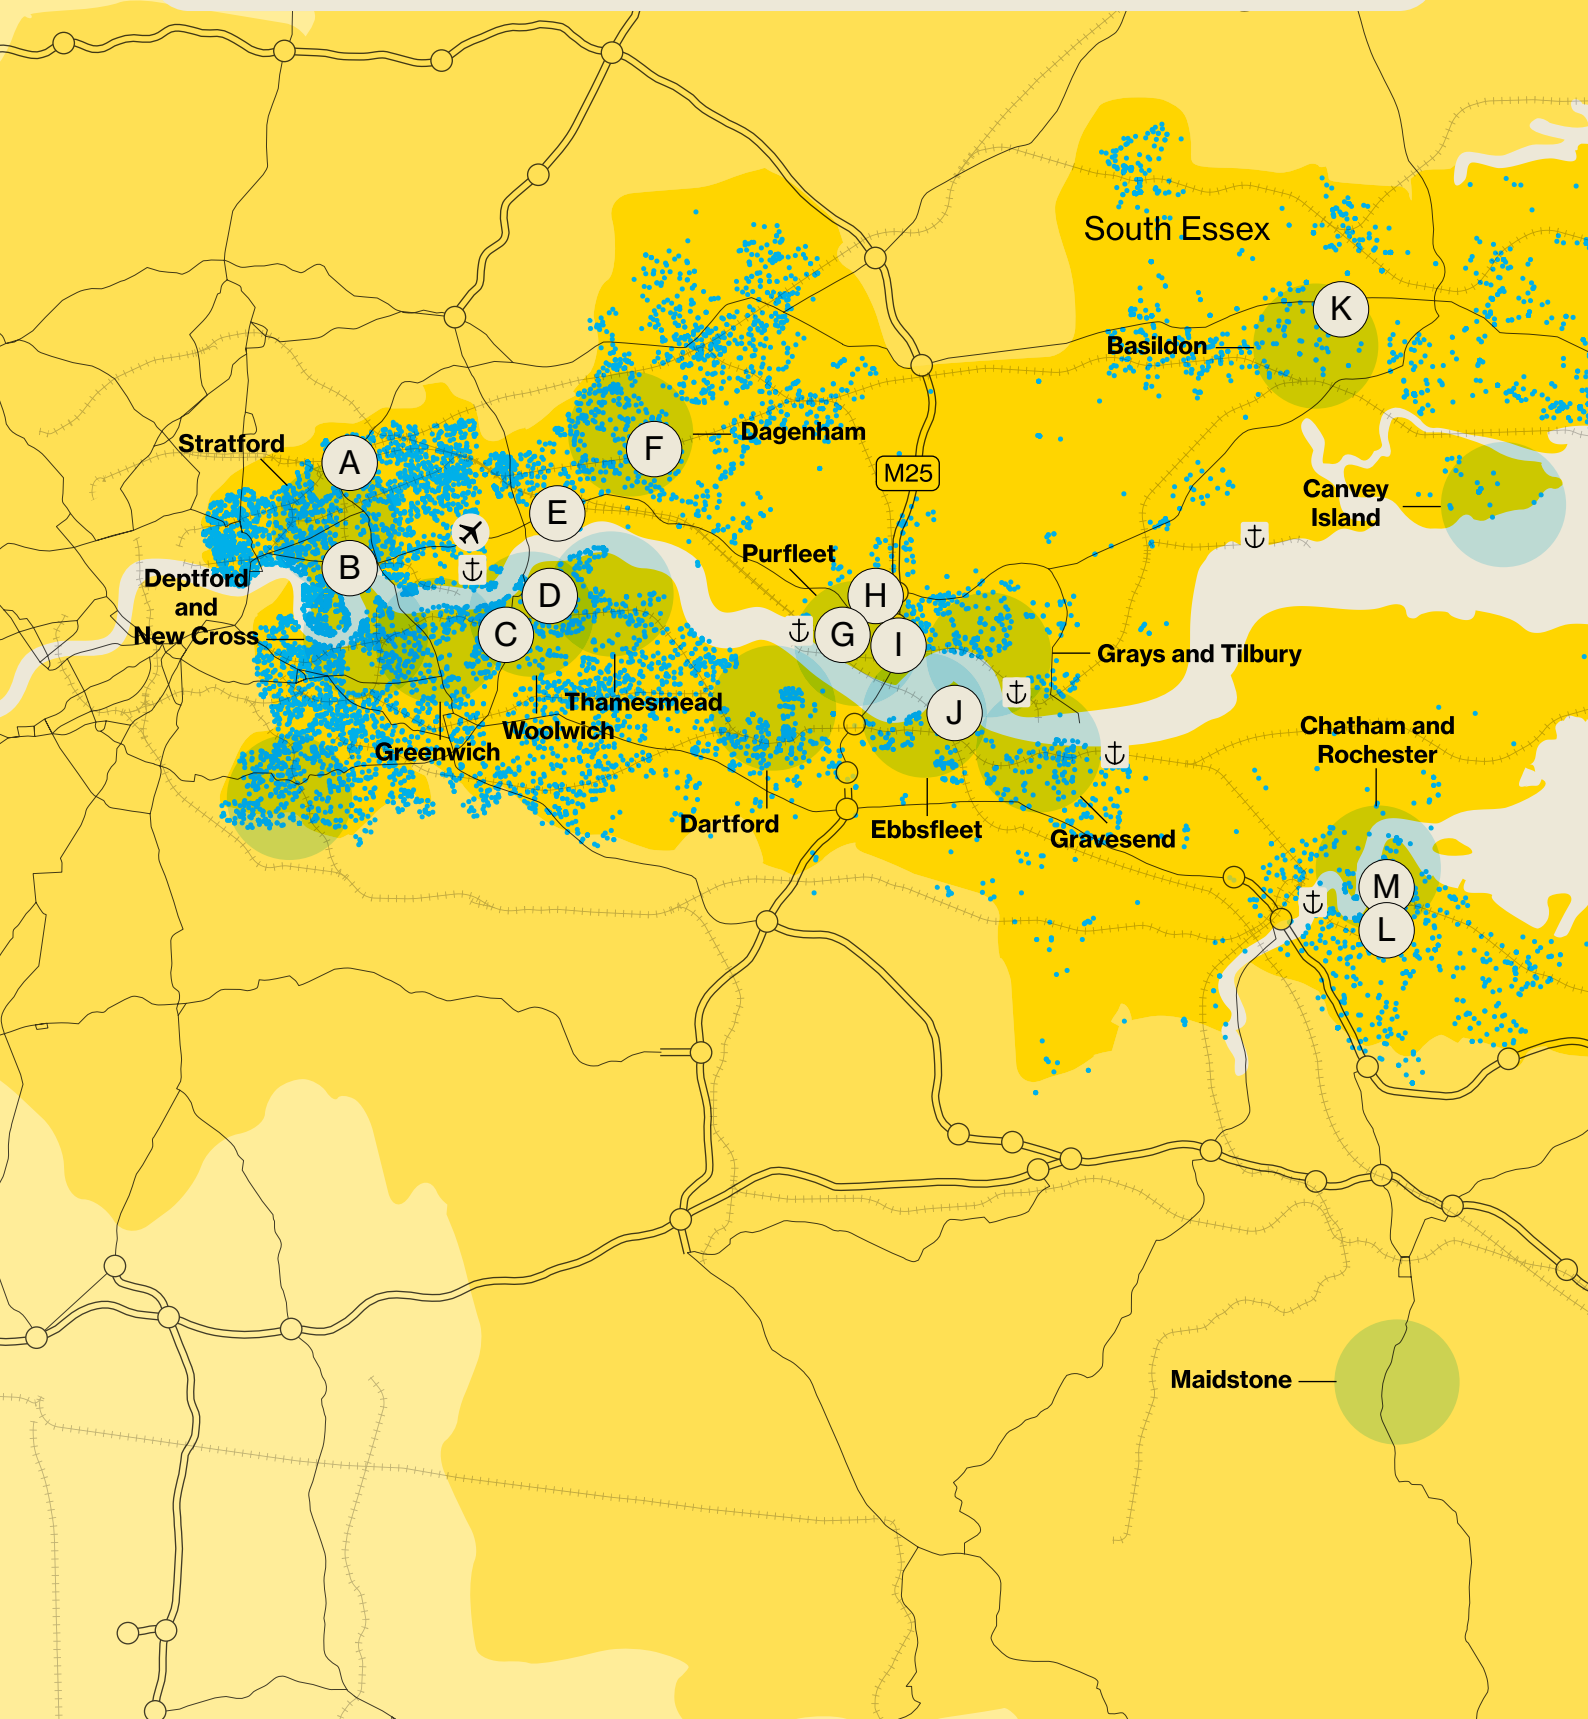 South Essex
K
Basildon
Stratford
A
F
Dagenham
M25
E
Canvey
Island
Purfleet
B
Deptford
and
New Cross
D
H
C
G
I
Grays and Tilbury
Thamesmead
Woolwich
Greenwich
J
Chatham and
Rochester
Dartford
Ebbsfleet
Gravesend
M
L
Maidstone